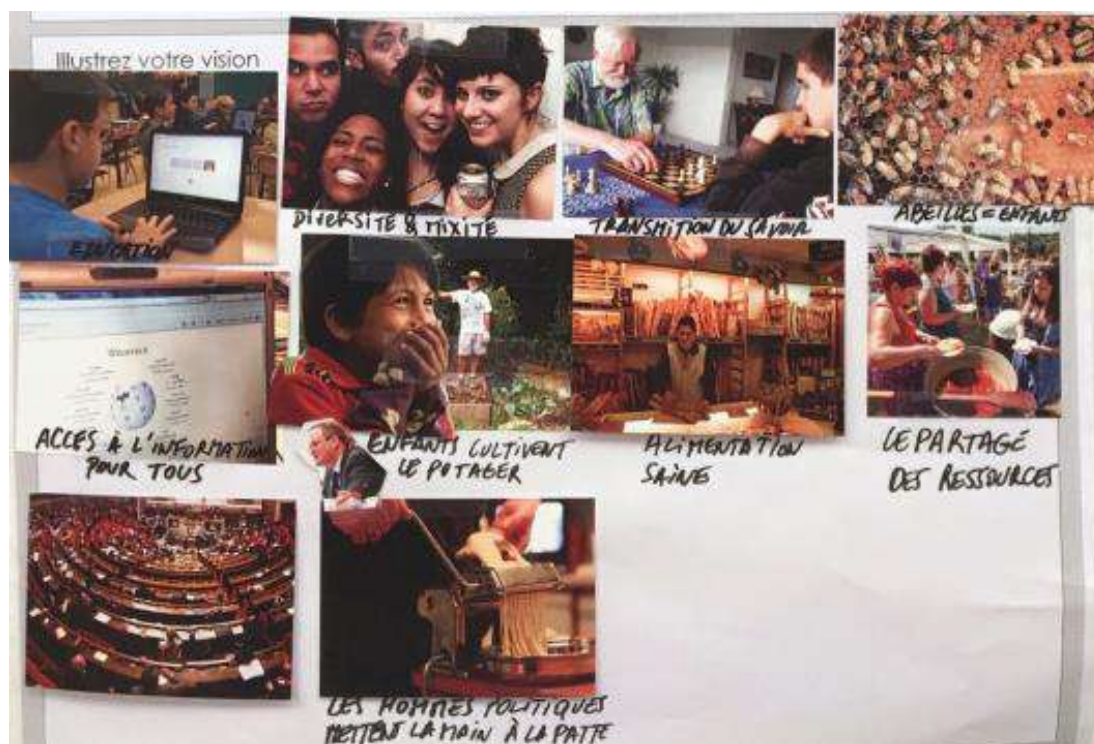 Illustrez votre vision
EDUCATION
DIVERSITE & MIXITE
TRANSMITION DU SAVOIR
ABEILLES = ENFANTS
ACCES À L'INFORMATION
POUR TOUS
ENFANTS CULTIVENT
LE POTAGER
ALIMENTATION
SAINE
LE PARTAGE
DES RESSOURCES
LES HOMMES POLITIQUES
METTENT LA MAIN À LA PATTE